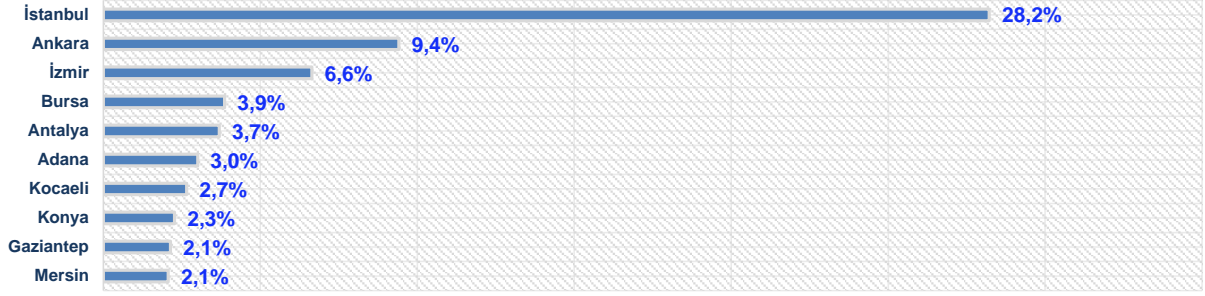 İstanbul 28,2%
Ankara 9,4%
İzmir 6,6%
Bursa 3,9%
Antalya 3,7%
Adana 3,0%
Kocaeli 2,7%
Konya 2,3%
Gaziantep 2,1%
Mersin 2,1%